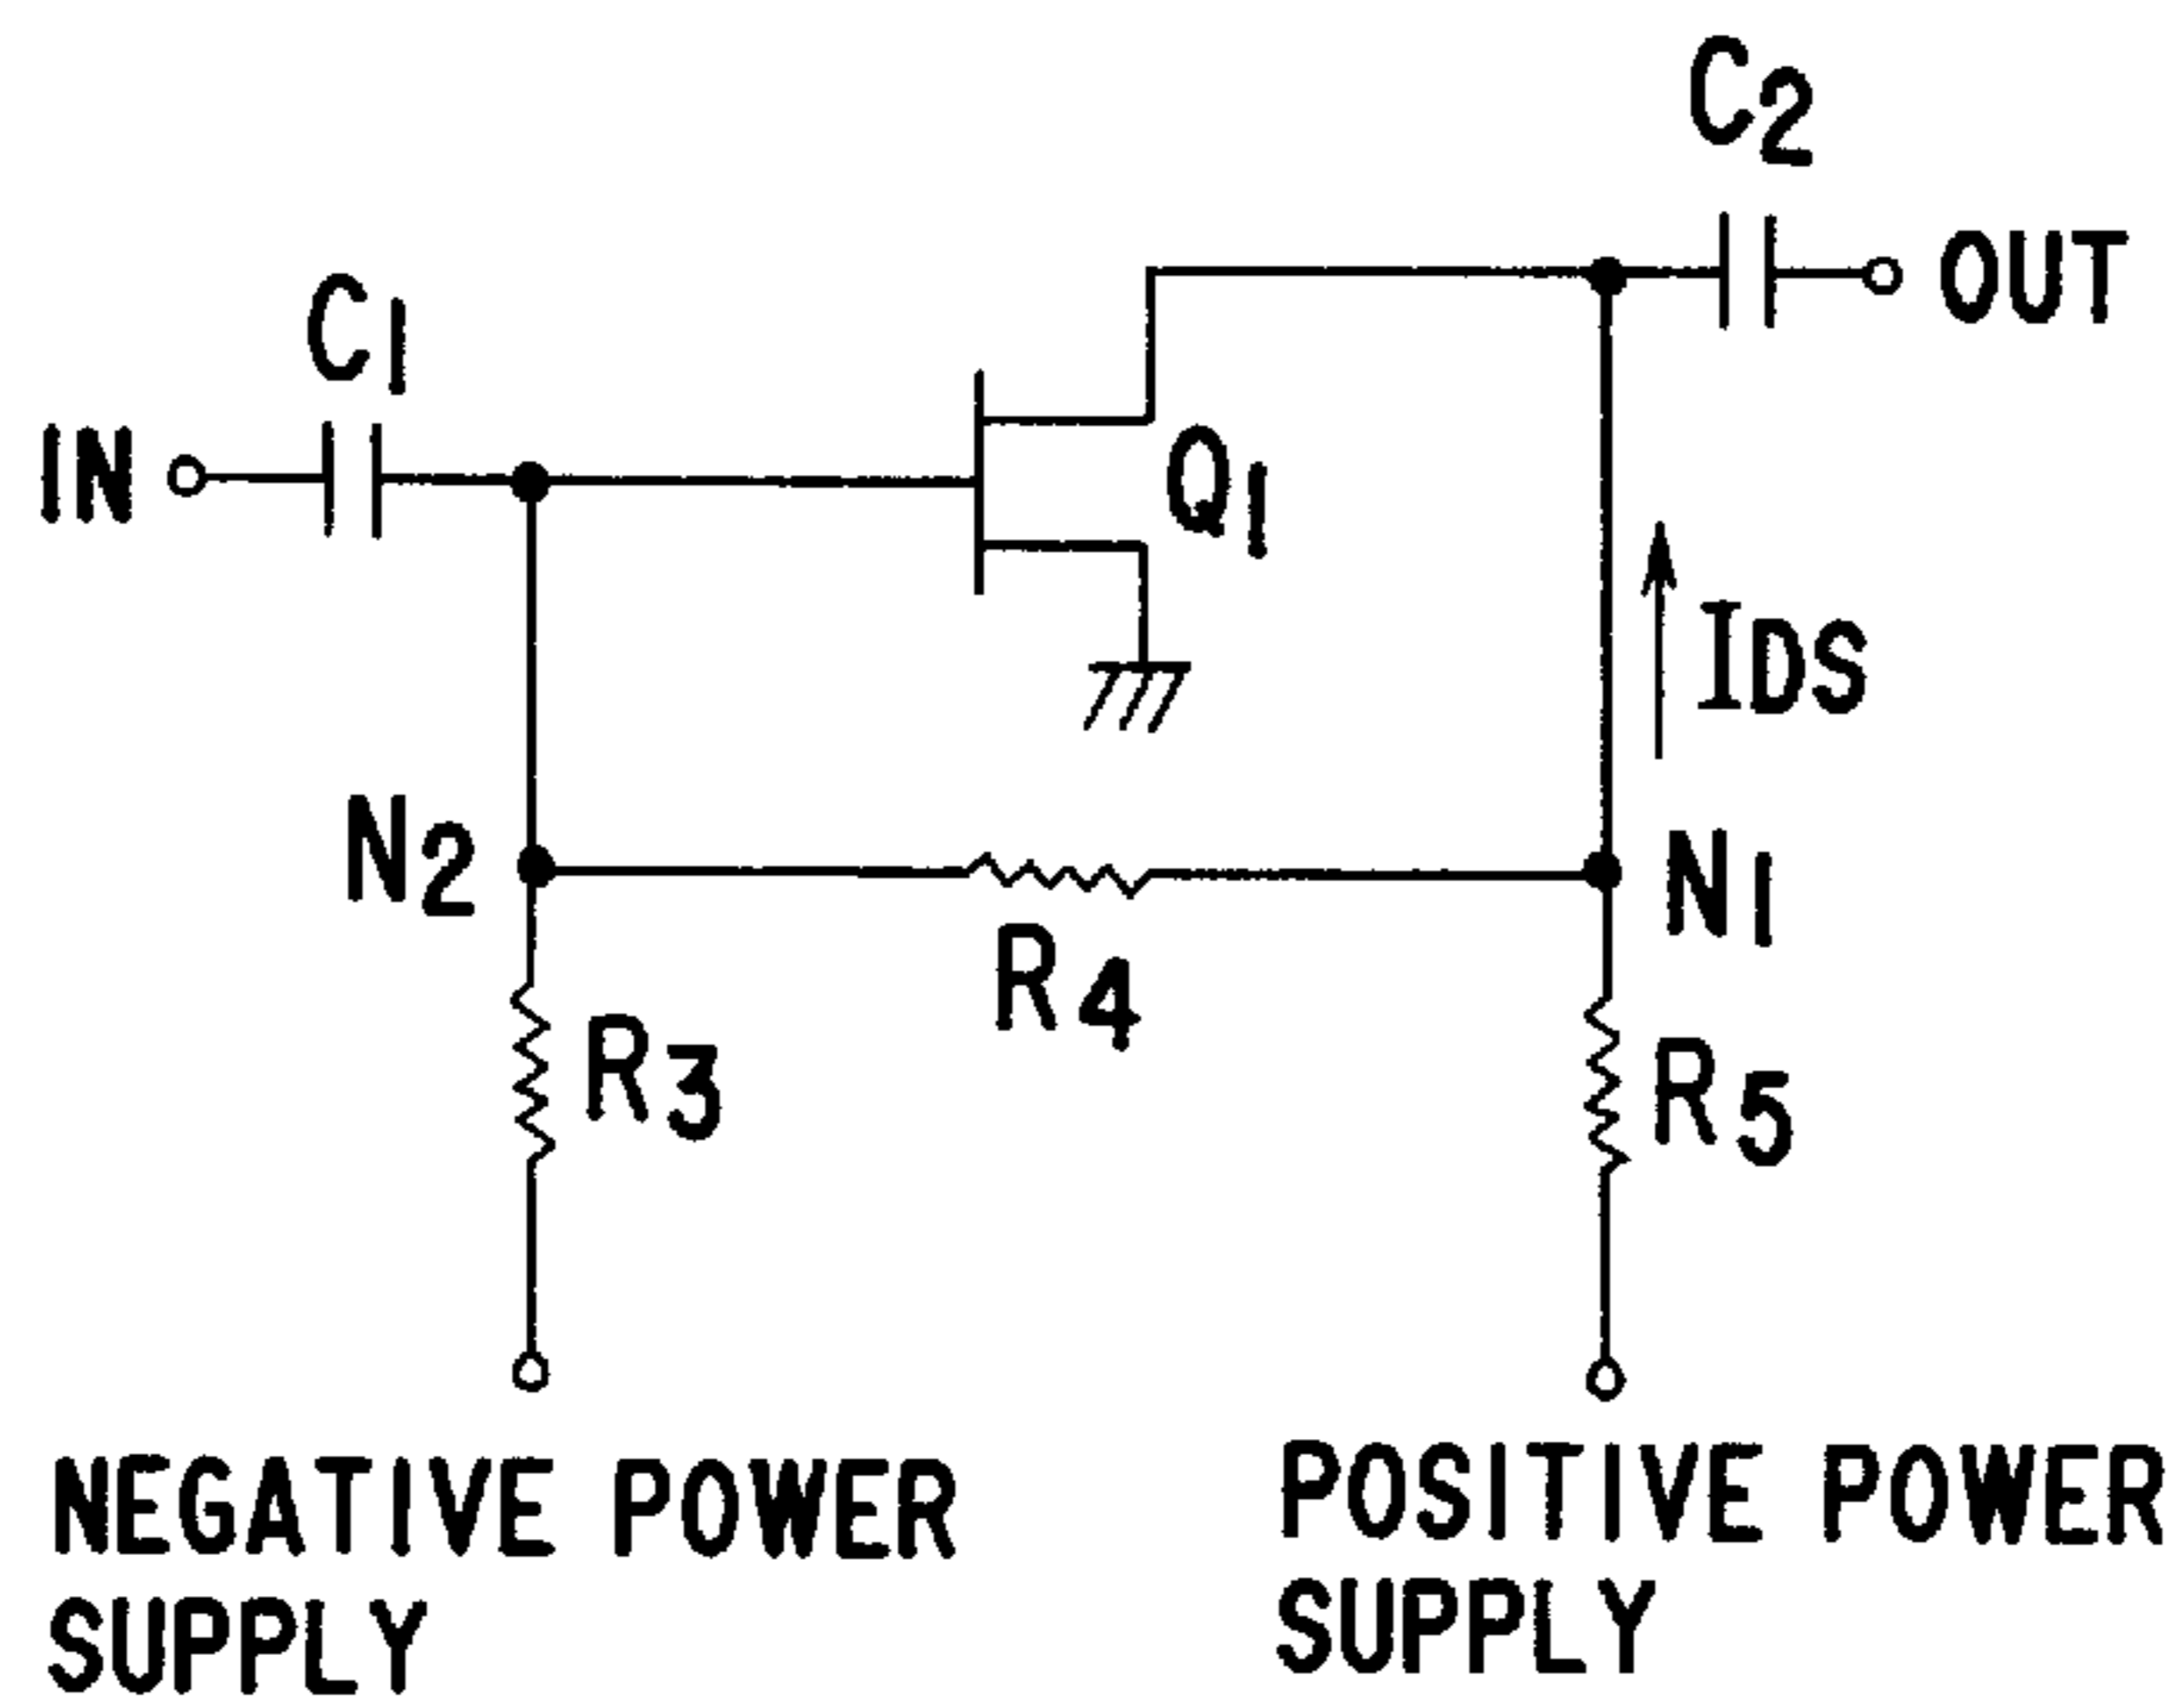 C2
OUT
C1
IN
Q1
IDS
N2
N1
R4
R3
R5
NEGATIVE POWER
SUPPLY
POSITIVE POWER
SUPPLY